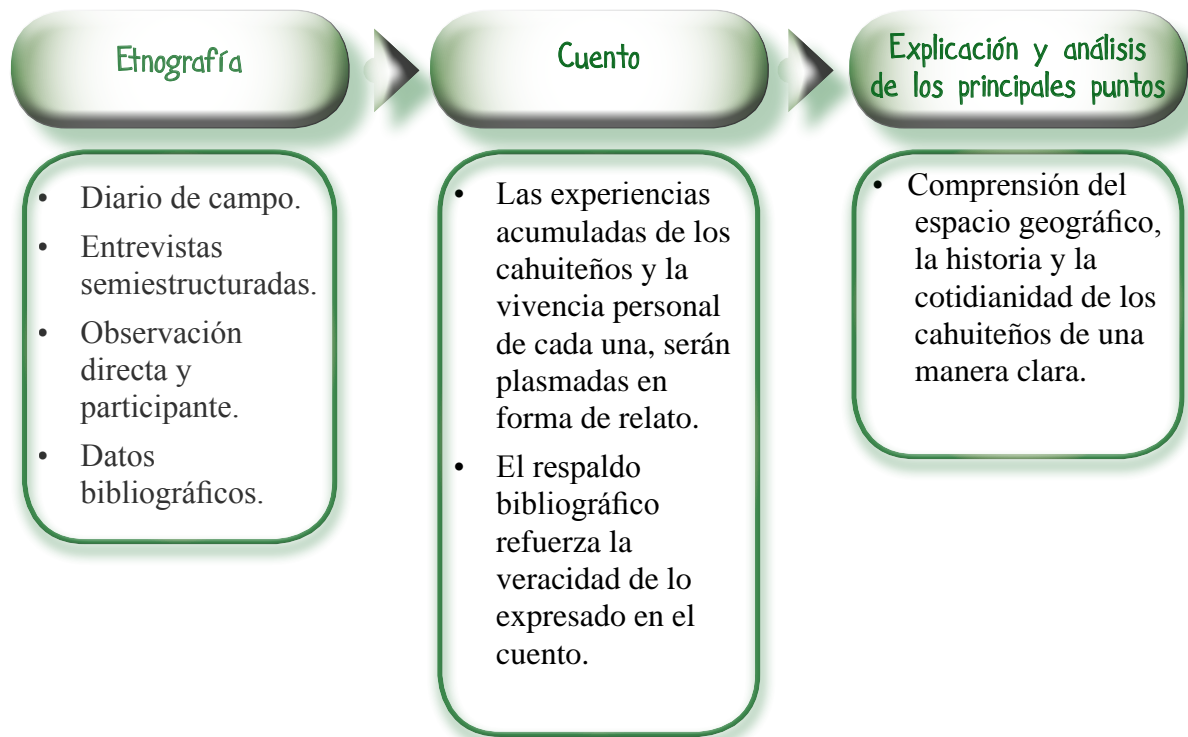 Etnografía
• Diario de campo.
• Entrevistas
semiestructuradas.
• Observación
directa y
participante.
• Datos
bibliográficos.
Cuento
• Las experiencias
acumuladas de los
cahuiteños y la
vivencia personal
de cada una, serán
plasmadas en
forma de relato.
• El respaldo
bibliográfico
refuerza la
veracidad de lo
expresado en el
cuento.
Explicación y análisis
de los principales puntos
• Comprensión del
espacio geográfico,
la historia y la
cotidianidad de los
cahuiteños de una
manera clara.